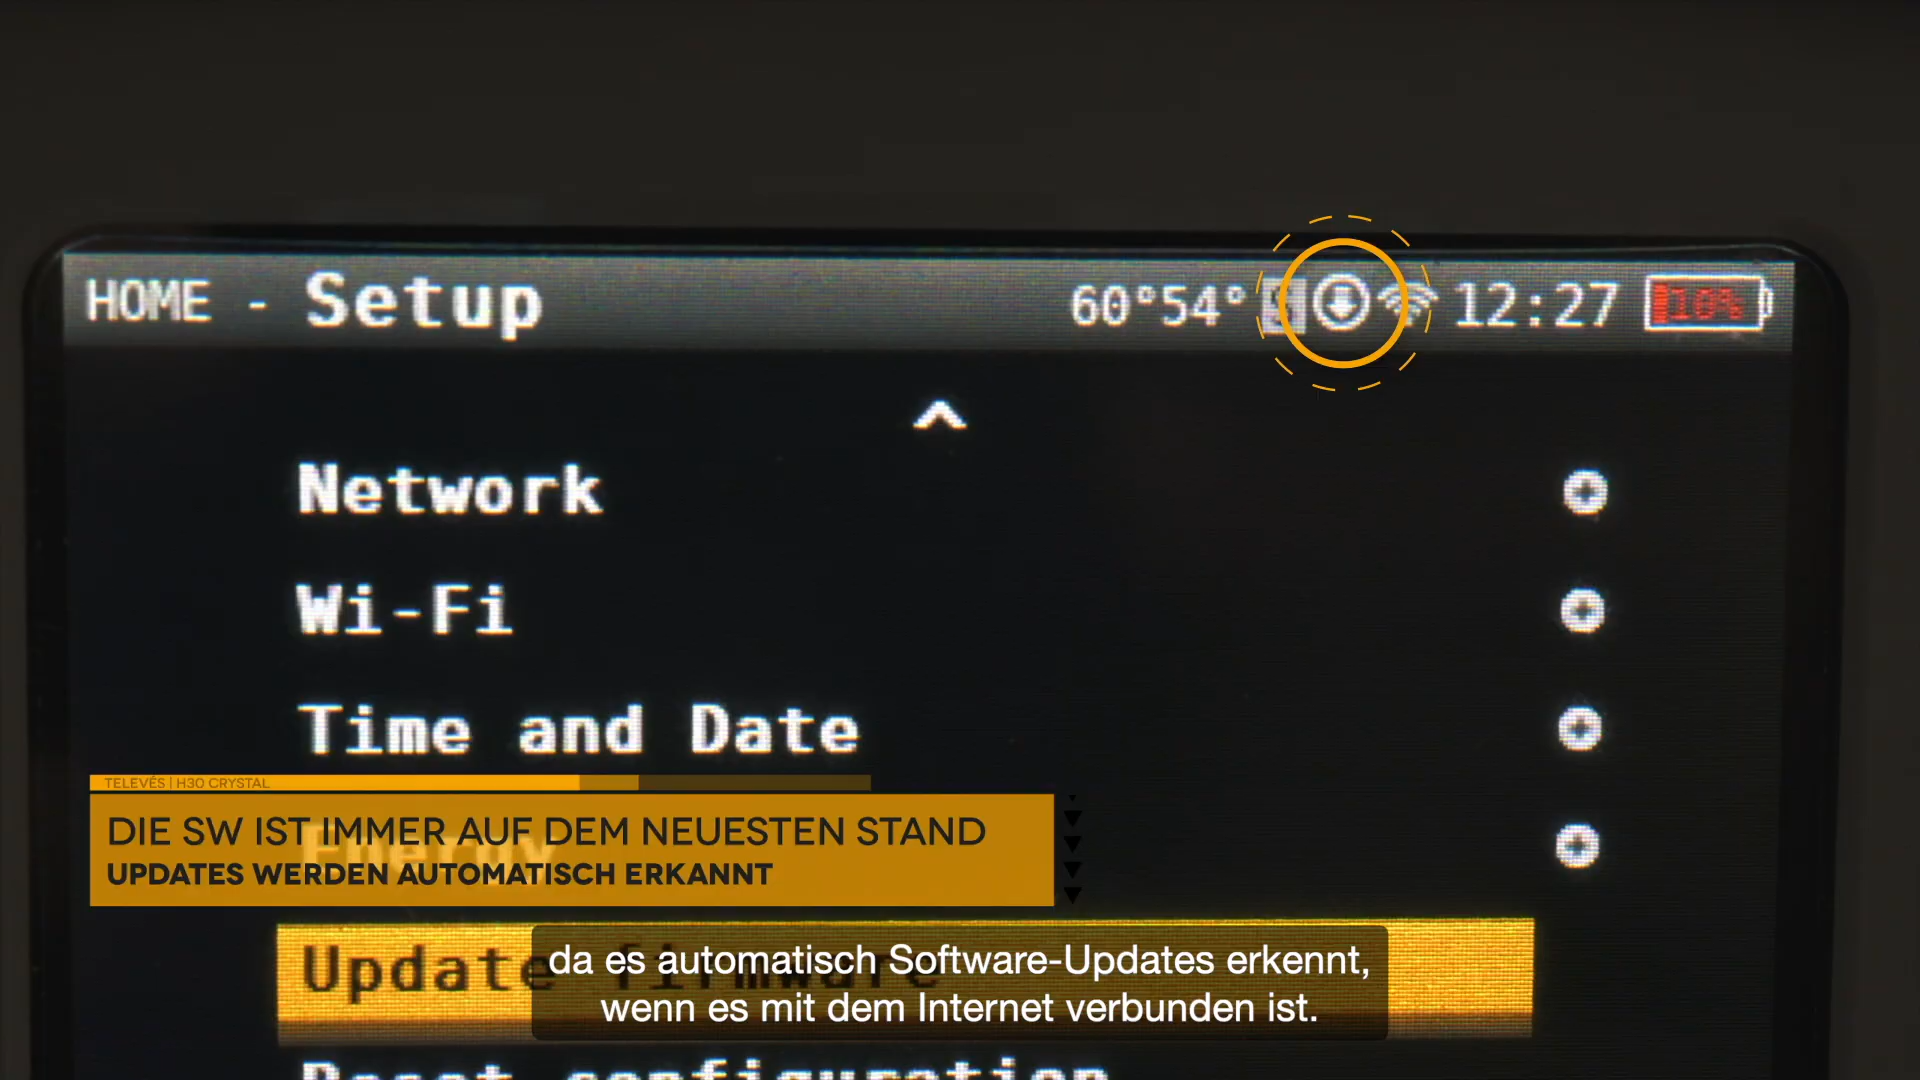 HOME - Setup 60°54° 12:27 10%
Network
Wi-Fi
Time and Date
TELEVÉS | H30 CRYSTAL
DIE SW IST IMMER AUF DEM NEUESTEN STAND
Energy
UPDATES WERDEN AUTOMATISCH ERKANNT
Update firmware
da es automatisch Software-Updates erkennt,
wenn es mit dem Internet verbunden ist.
Reset configuration